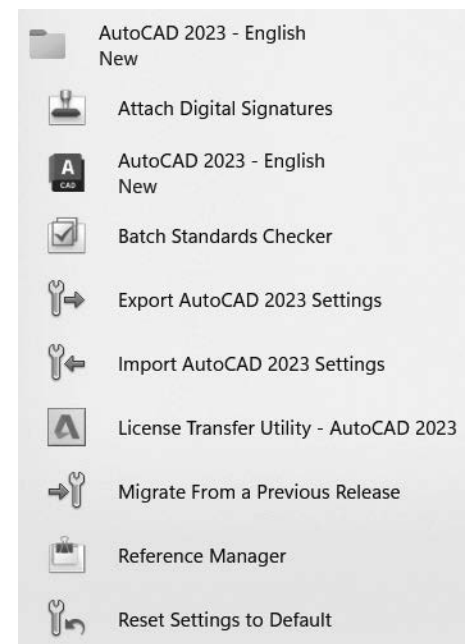 AutoCAD 2023 - English
New
Attach Digital Signatures
A
CAD
AutoCAD 2023 - English
New
Batch Standards Checker
Export AutoCAD 2023 Settings
Import AutoCAD 2023 Settings
License Transfer Utility - AutoCAD 2023
Migrate From a Previous Release
Reference Manager
Reset Settings to Default